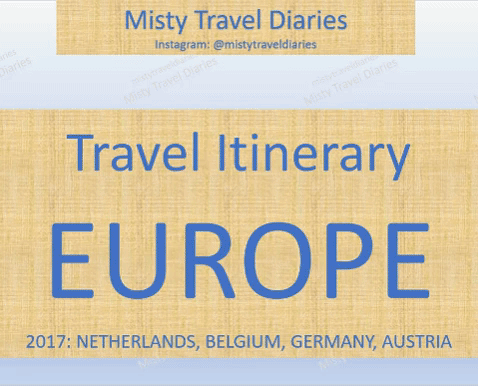 Misty Travel Diaries
Instagram: @mistytraveldiaries
Travel Itinerary
EUROPE
2017: NETHERLANDS, BELGIUM, GERMANY, AUSTRIA